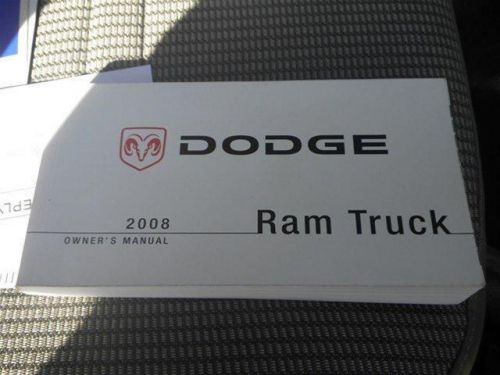 DODGE
2008
OWNER'S MANUAL
Ram Truck